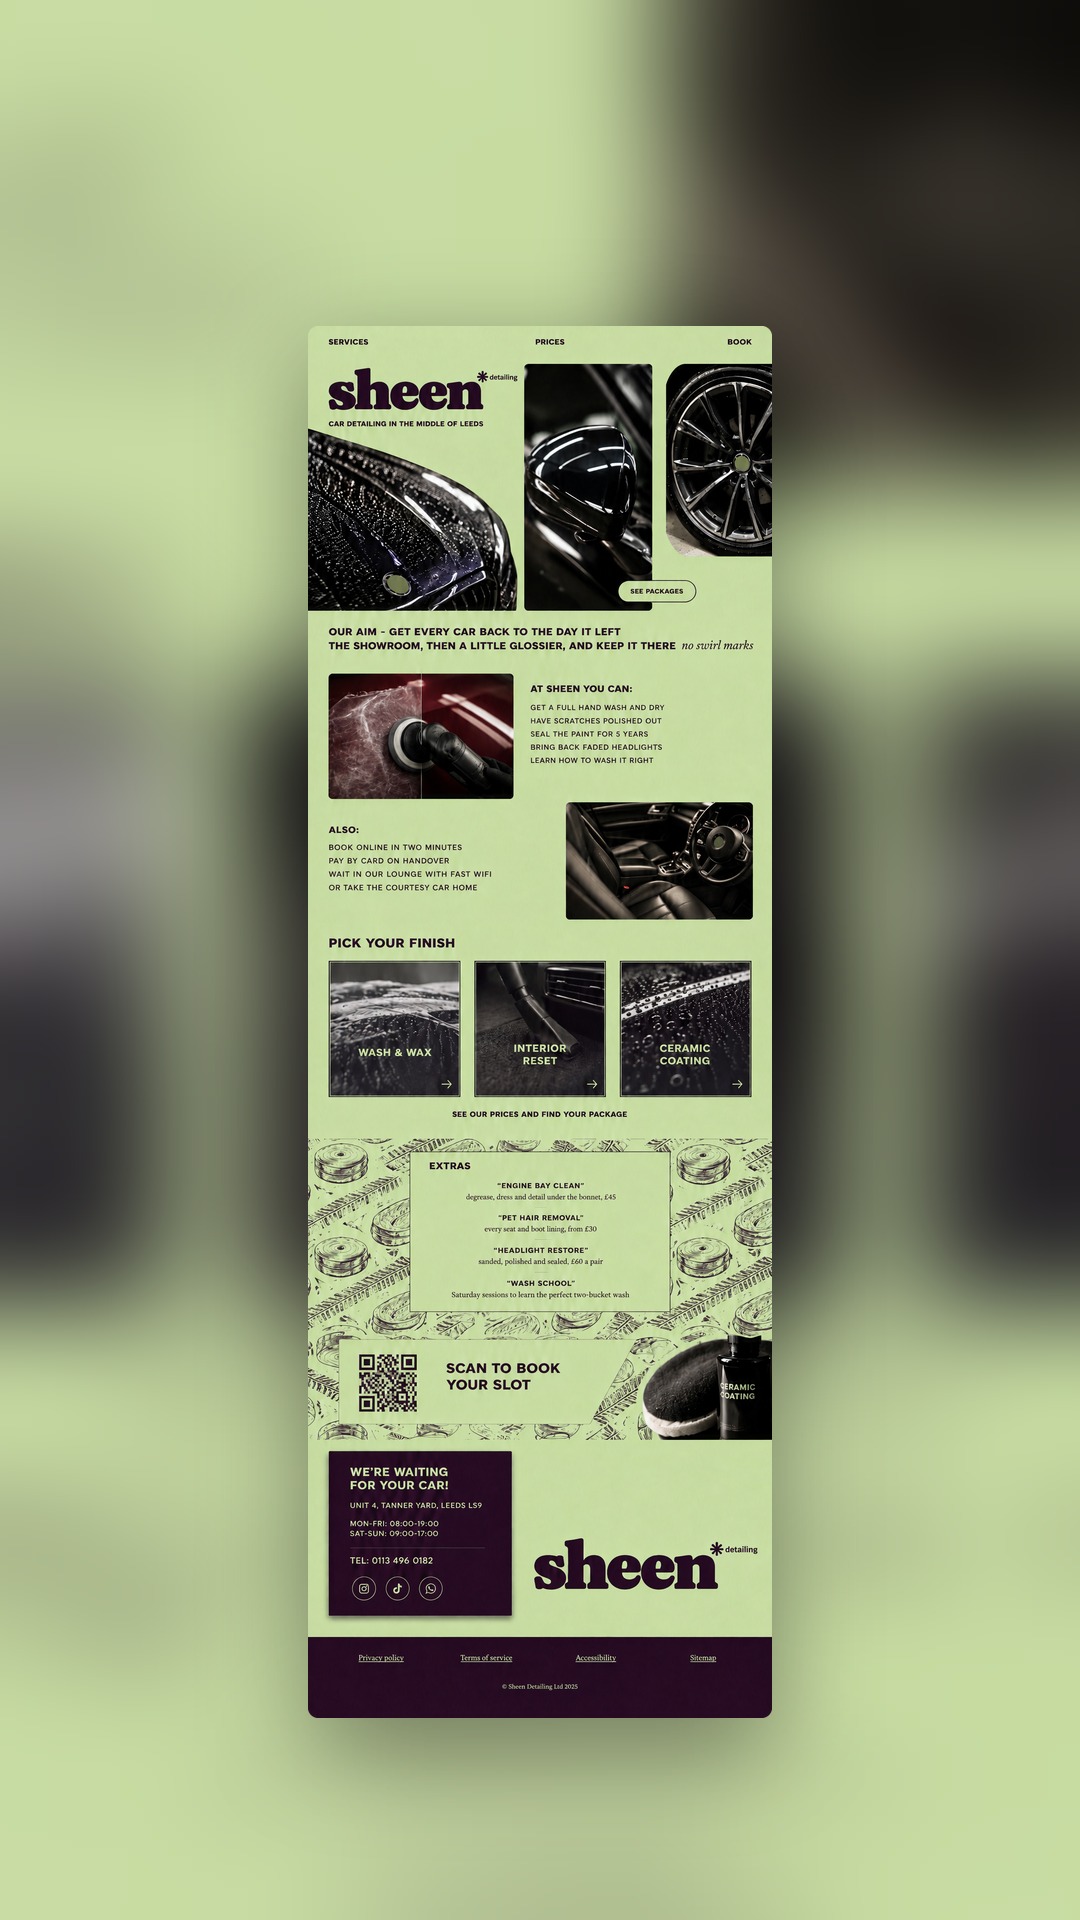 SERVICES
PRICES
BOOK
sheen
detailing
CAR DETAILING IN THE MIDDLE OF LEEDS
SEE PACKAGES
OUR AIM - GET EVERY CAR BACK TO THE DAY IT LEFT
THE SHOWROOM, THEN A LITTLE GLOSSIER, AND KEEP IT THERE no swirl marks
AT SHEEN YOU CAN:
GET A FULL HAND WASH AND DRY
HAVE SCRATCHES POLISHED OUT
SEAL THE PAINT FOR 5 YEARS
BRING BACK FADED HEADLIGHTS
LEARN HOW TO WASH IT RIGHT
ALSO:
BOOK ONLINE IN TWO MINUTES
PAY BY CARD ON HANDOVER
WAIT IN OUR LOUNGE WITH FAST WIFI
OR TAKE THE COURTESY CAR HOME
PICK YOUR FINISH
WASH & WAX
INTERIOR
RESET
CERAMIC
COATING
SEE OUR PRICES AND FIND YOUR PACKAGE
EXTRAS
"ENGINE BAY CLEAN"
degrease, dress and detail under the bonnet, £45
"PET HAIR REMOVAL"
every seat and boot lining, from £30
"HEADLIGHT RESTORE"
sanded, polished and sealed, £60 a pair
"WASH SCHOOL"
Saturday sessions to learn the perfect two-bucket wash
SCAN TO BOOK
YOUR SLOT
CERAMIC
COATING
WE'RE WAITING
FOR YOUR CAR!
UNIT 4, TANNER YARD, LEEDS LS9
MON-FRI: 08:00-19:00
SAT-SUN: 09:00-17:00
TEL: 0113 496 0182
sheen
detailing
Privacy policy
Terms of service
Accessibility
Sitemap
© Sheen Detailing Ltd 2025